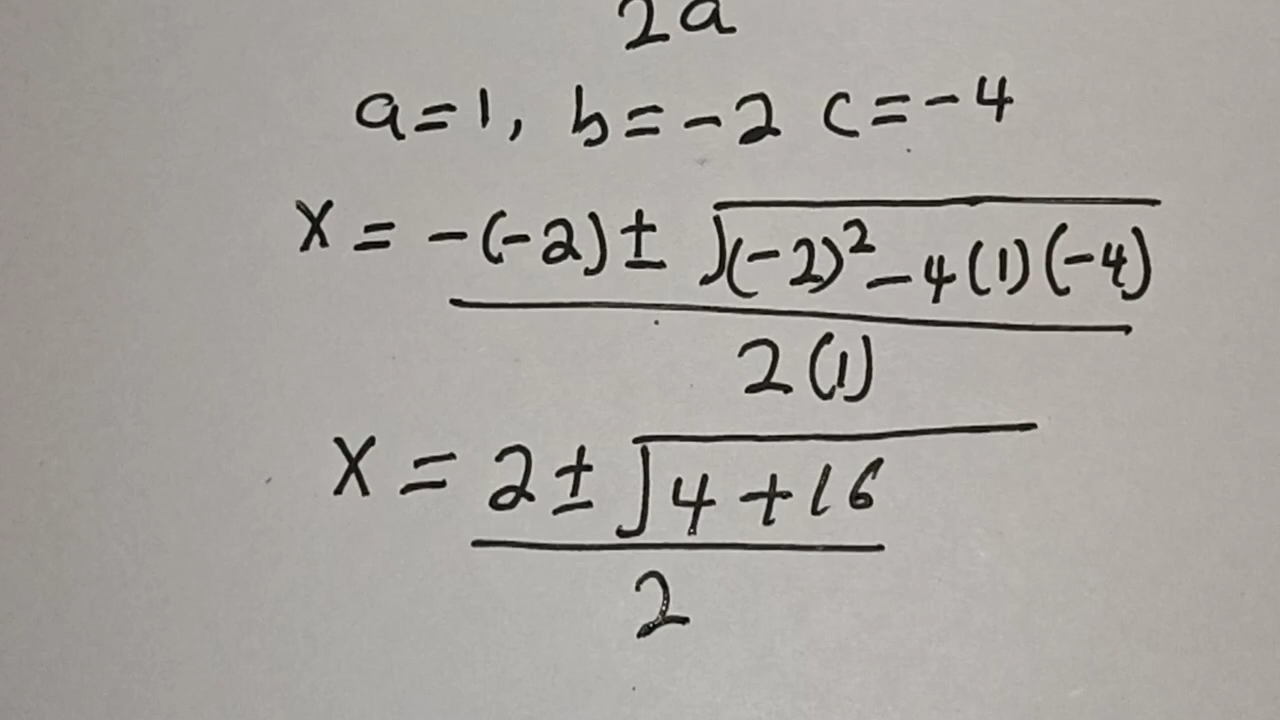 2a
a=1, b=-2 c=-4
x = -(-2) ± √(-2)² - 4(1)(-4)
2(1)
x = 2 ± √4 + 16
2